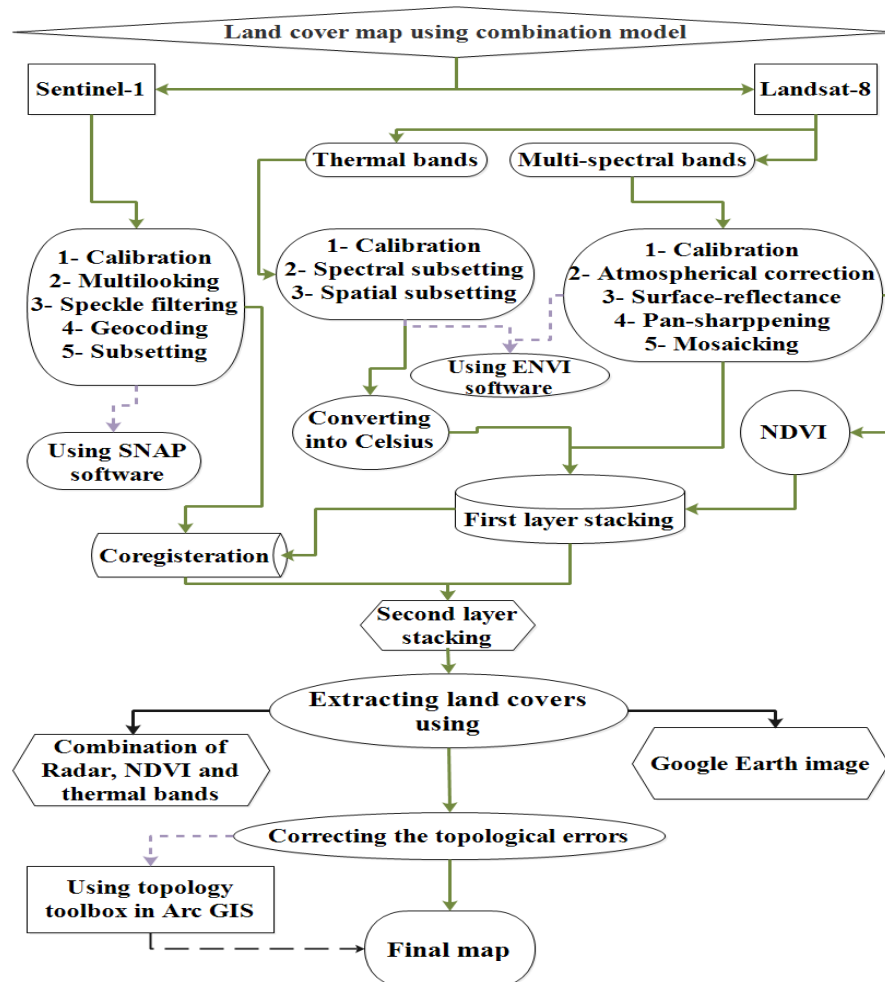 Land cover map using combination model
Sentinel-1
Landsat-8
Thermal bands
Multi-spectral bands
1- Calibration
2- Multilooking
3- Speckle filtering
4- Geocoding
5- Subsetting
1- Calibration
2- Spectral subsetting
3- Spatial subsetting
1- Calibration
2- Atmospherical correction
3- Surface-reflectance
4- Pan-sharppening
5- Mosaicking
Using ENVI
software
Using SNAP
software
Converting
into Celsius
NDVI
First layer stacking
Coregisteration
Second layer
stacking
Extracting land covers
using
Combination of
Radar, NDVI and
thermal bands
Google Earth image
Correcting the topological errors
Using topology
toolbox in Arc GIS
Final map